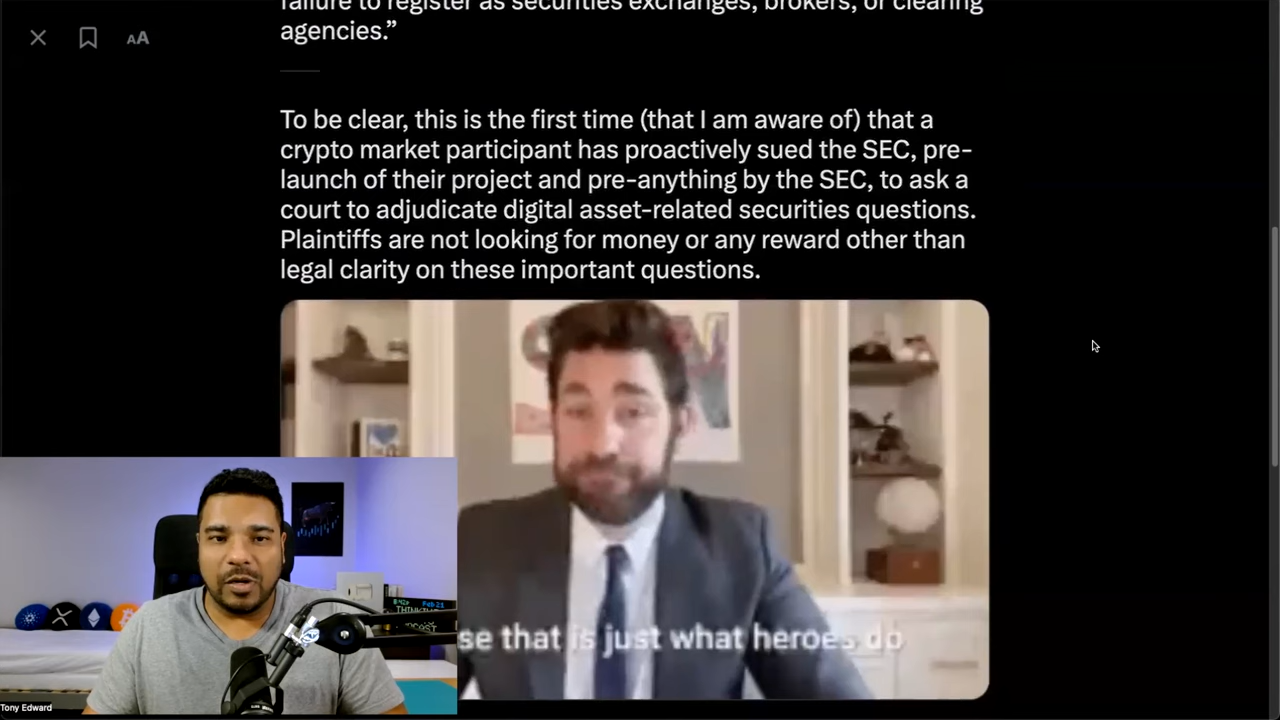 failure to register as securities exchanges, brokers, or clearing
agencies.”
AA
To be clear, this is the first time (that I am aware of) that a
crypto market participant has proactively sued the SEC, pre-
launch of their project and pre-anything by the SEC, to ask a
court to adjudicate digital asset-related securities questions.
Plaintiffs are not looking for money or any reward other than
legal clarity on these important questions.
se that is just what heroes do
Feb 21
THINKING
Tony Edward